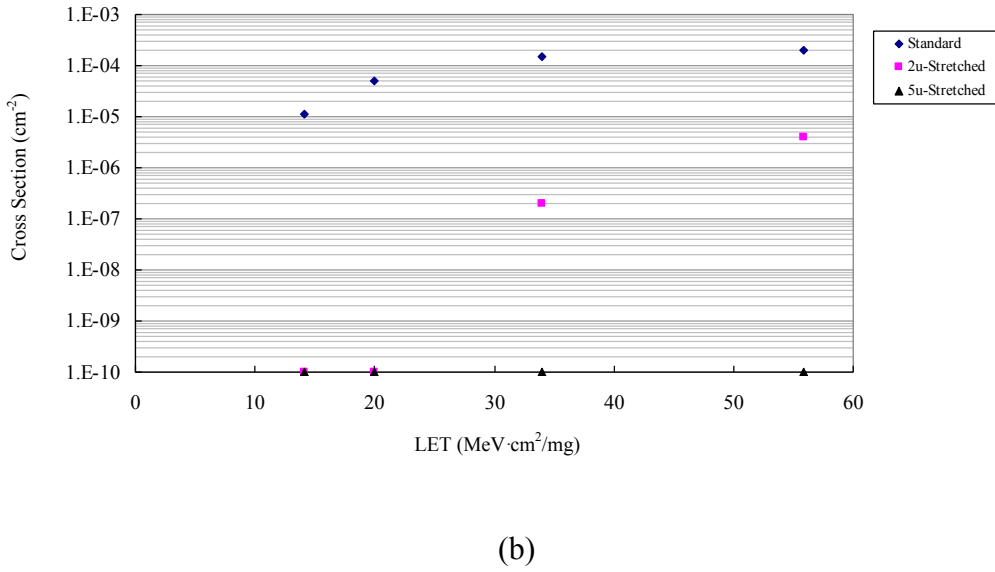 1.E-03
1.E-04
1.E-05
1.E-06
1.E-07
1.E-08
1.E-09
1.E-10
Cross Section (cm-2)
0 10 20 30 40 50 60
LET (MeV·cm2/mg)
Standard
2u-Stretched
5u-Stretched
(b)